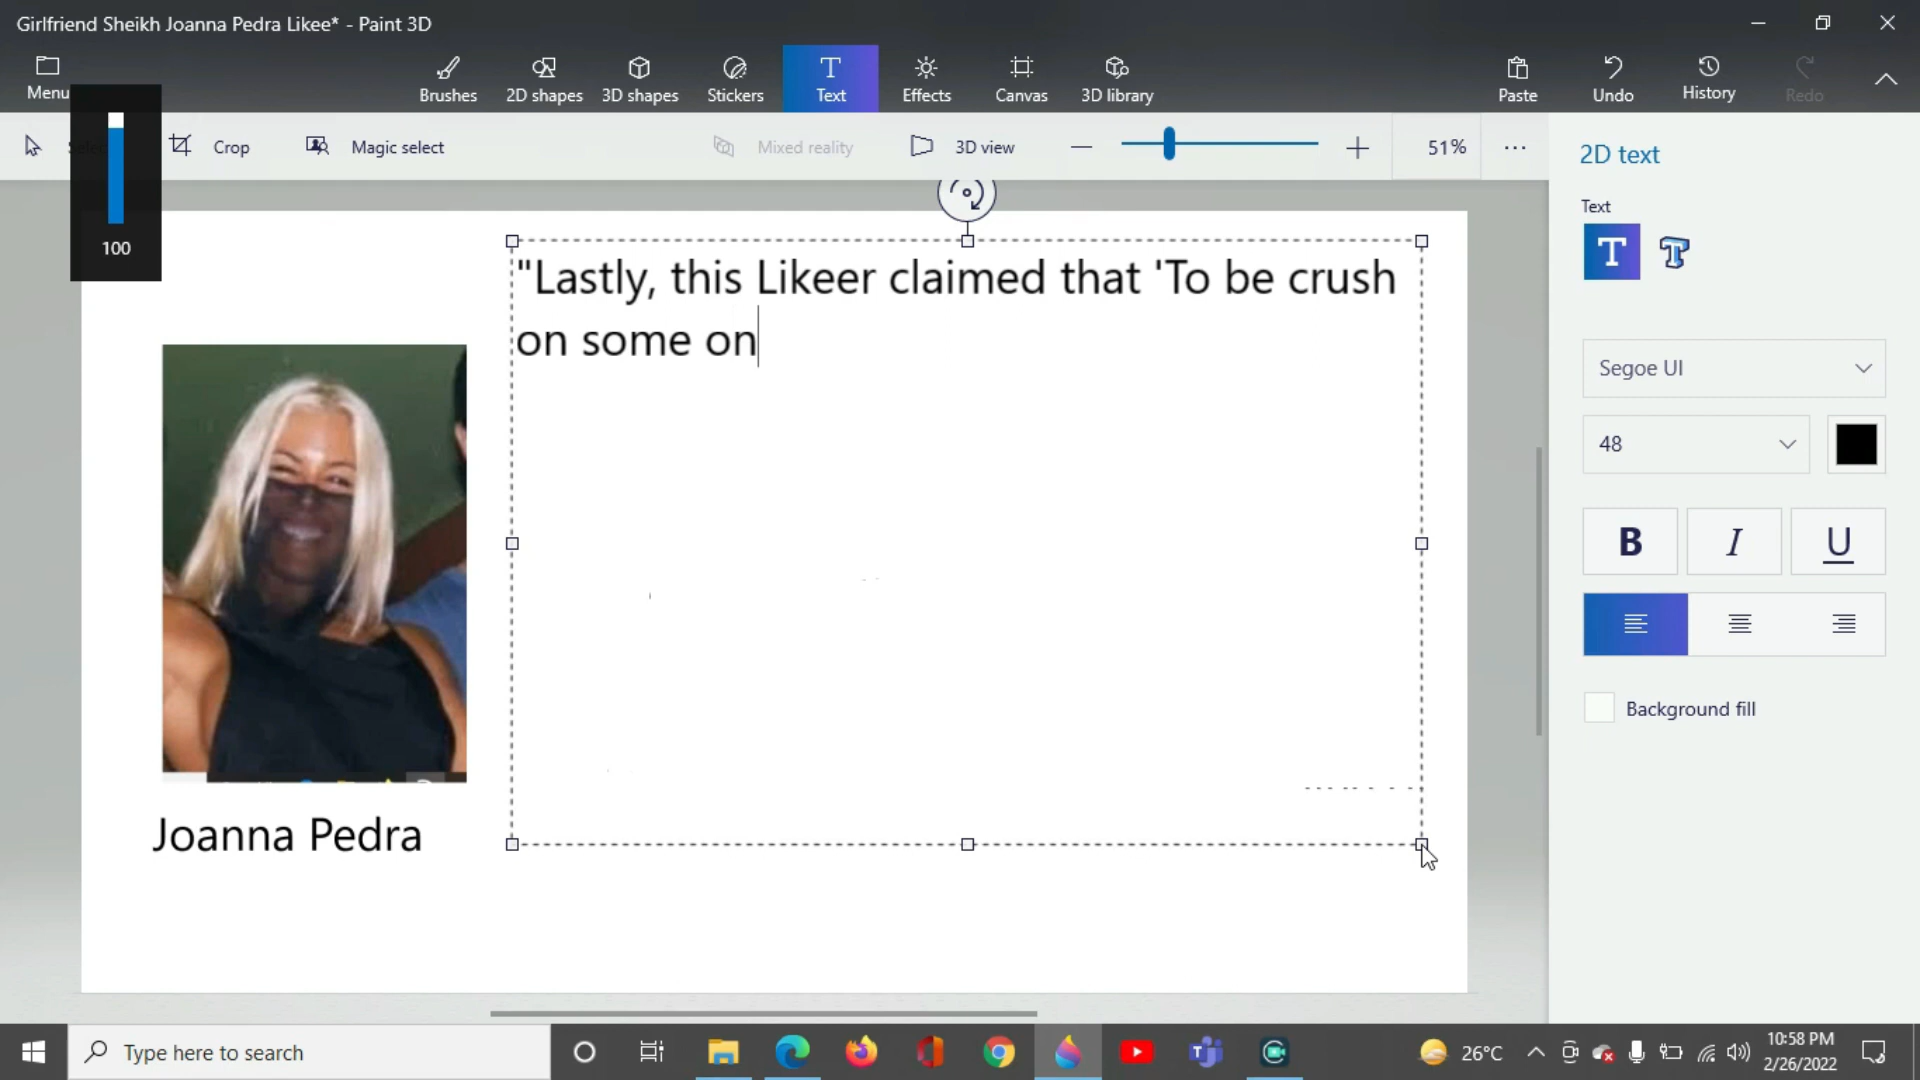 Girlfriend Sheikh Joanna Pedra Likee* - Paint 3D
Menu
Brushes
2D shapes
3D shapes
Stickers
Text
Effects
Canvas
3D library
Paste
Undo
History
Redo
Select
Crop
Magic select
Mixed reality
3D view
51%
100
"Lastly, this Likeer claimed that 'To be crush
on some on
Joanna Pedra
2D text
Text
Segoe UI
48
B I U
Background fill
Type here to search
26°C
10:58 PM
2/26/2022